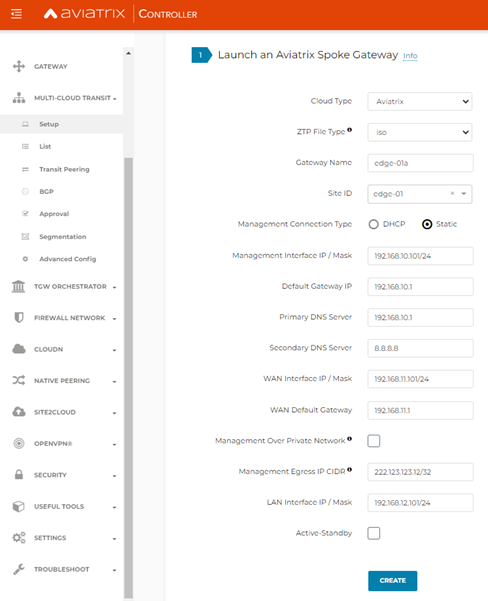 AVIATRIX | CONTROLLER
GATEWAY
MULTI-CLOUD TRANSIT
Setup
List
Transit Peering
BGP
Approval
Segmentation
Advanced Config
TGW ORCHESTRATOR
FIREWALL NETWORK
CLOUDN
NATIVE PEERING
SITE2CLOUD
OPENVPN®
SECURITY
USEFUL TOOLS
SETTINGS
TROUBLESHOOT
1 Launch an Aviatrix Spoke Gateway Info
Cloud Type Aviatrix
ZTP File Type iso
Gateway Name edge-01a
Site ID edge-01 ×
Management Connection Type DHCP Static
Management Interface IP / Mask 192.168.10.101/24
Default Gateway IP 192.168.10.1
Primary DNS Server 192.168.10.1
Secondary DNS Server 8.8.8.8
WAN Interface IP / Mask 192.168.11.101/24
WAN Default Gateway 192.168.11.1
Management Over Private Network
Management Egress IP CIDR 222.123.123.12/32
LAN Interface IP / Mask 192.168.12.101/24
Active-Standby
CREATE